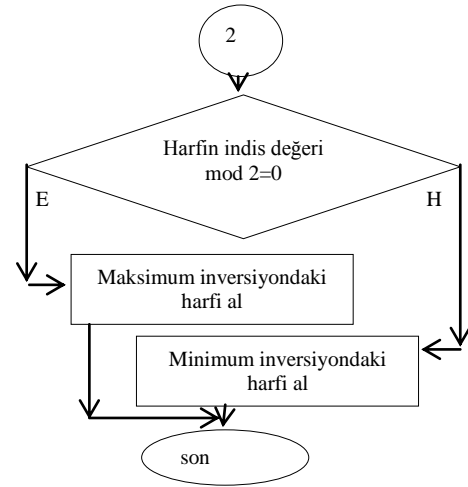 2
Harfin indis değeri
mod 2=0
E
H
Maksimum inversiyondaki
harfi al
Minimum inversiyondaki
harfi al
son